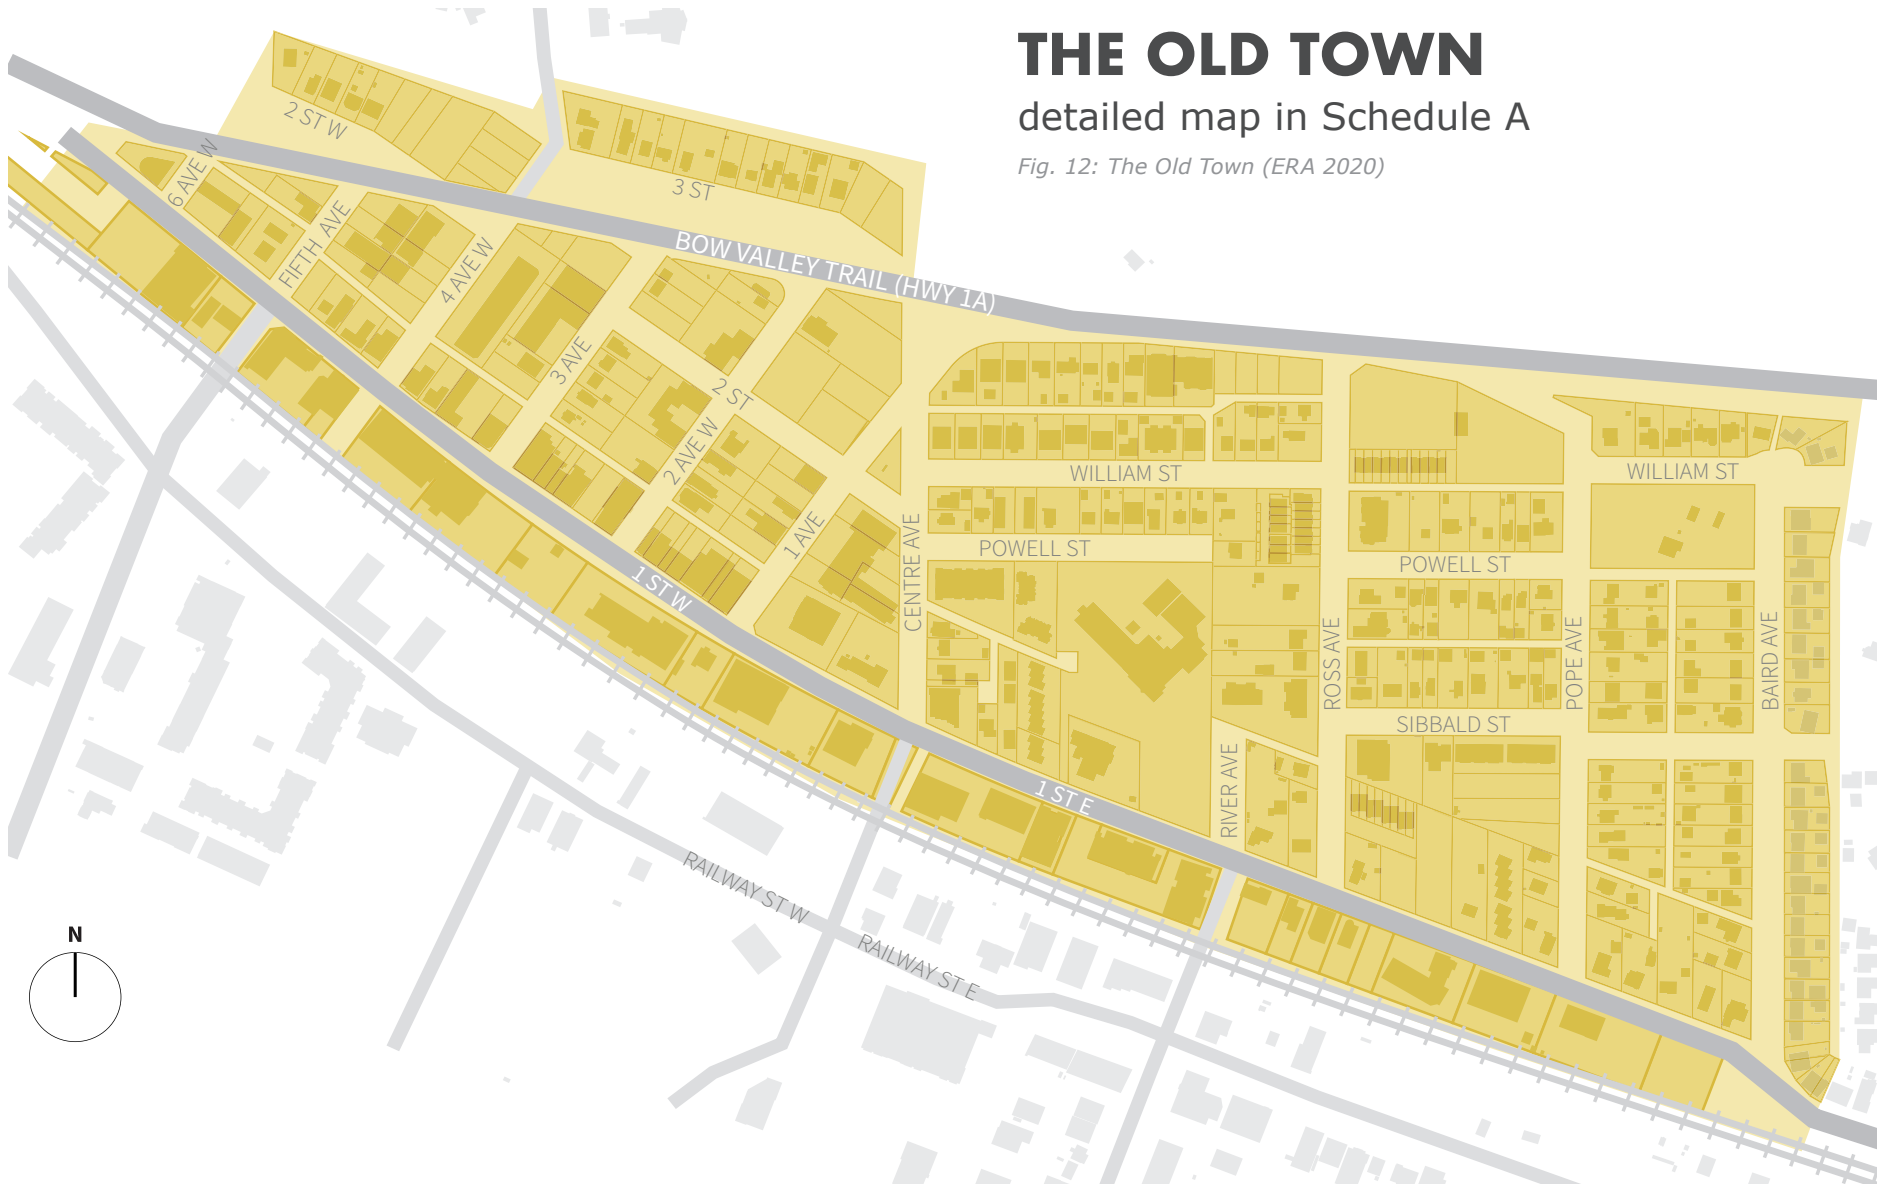 THE OLD TOWN
detailed map in Schedule A
Fig. 12: The Old Town (ERA 2020)
2 ST W
6 AVE W
3 ST
FIFTH AVE
BOW VALLEY TRAIL (HWY 1A)
4 AVE W
3 AVE
2 ST
2 AVE W
WILLIAM ST
WILLIAM ST
1 AVE
CENTRE AVE
POWELL ST
POWELL ST
1 ST W
ROSS AVE
POPE AVE
BAIRD AVE
SIBBALD ST
RIVER AVE
1 ST E
RAILWAY ST W
RAILWAY ST E
N